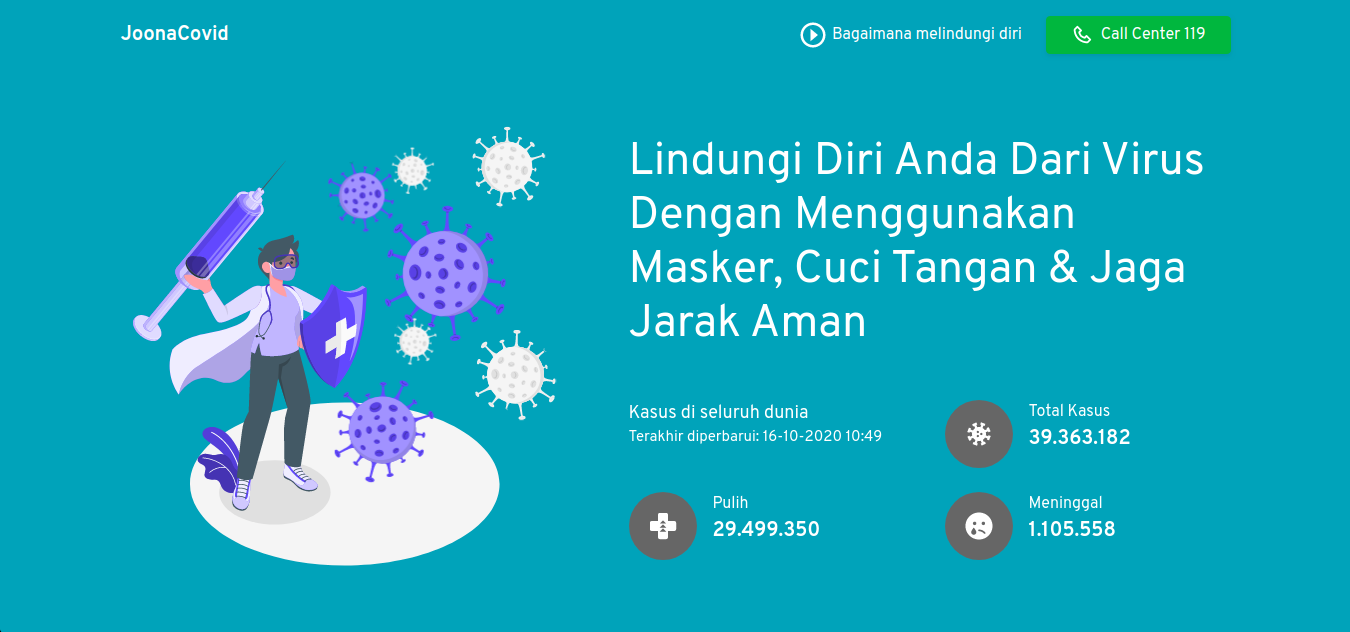 JoonaCovid
Bagaimana melindungi diri
Call Center 119
Lindungi Diri Anda Dari Virus
Dengan Menggunakan
Masker, Cuci Tangan & Jaga
Jarak Aman
Kasus di seluruh dunia
Terakhir diperbarui: 16-10-2020 10:49
Total Kasus
39.363.182
Pulih
29.499.350
Meninggal
1.105.558